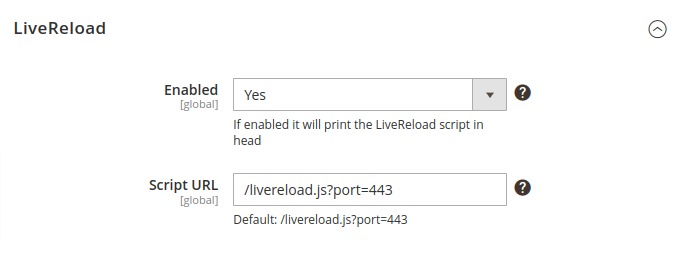 LiveReload
Enabled
[global]
Yes
If enabled it will print the LiveReload script in
head
Script URL
[global]
/livereload.js?port=443
Default: /livereload.js?port=443